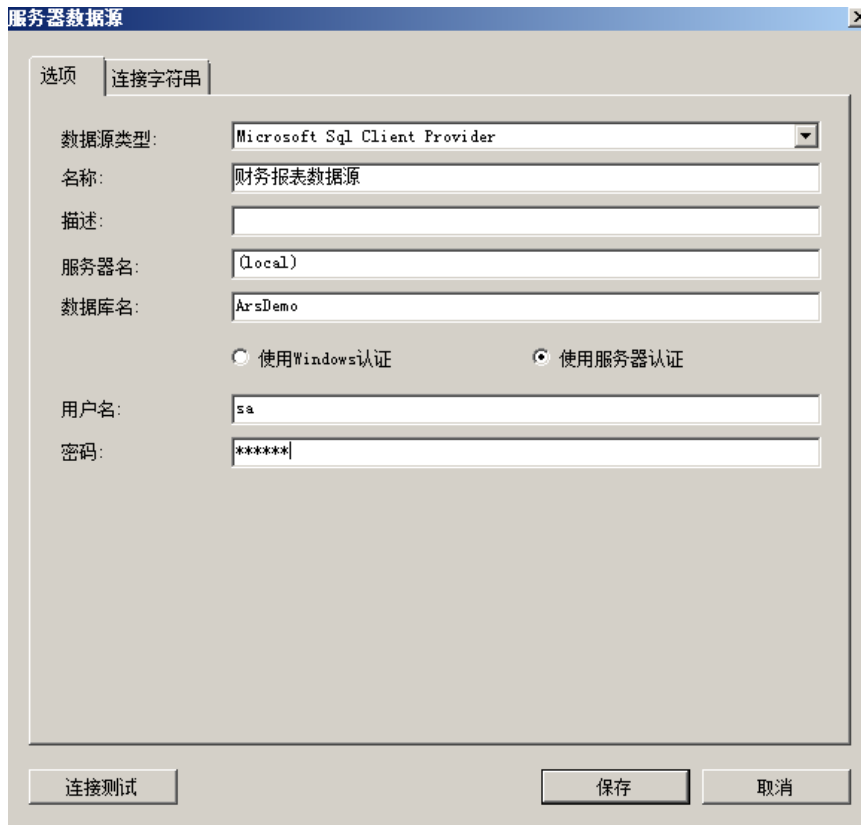 服务器数据源
选项 连接字符串
数据源类型: Microsoft Sql Client Provider
名称: 财务报表数据源
描述:
服务器名: (local)
数据库名: ArsDemo
使用Windows认证 使用服务器认证
用户名: sa
密码: ******
连接测试 保存 取消